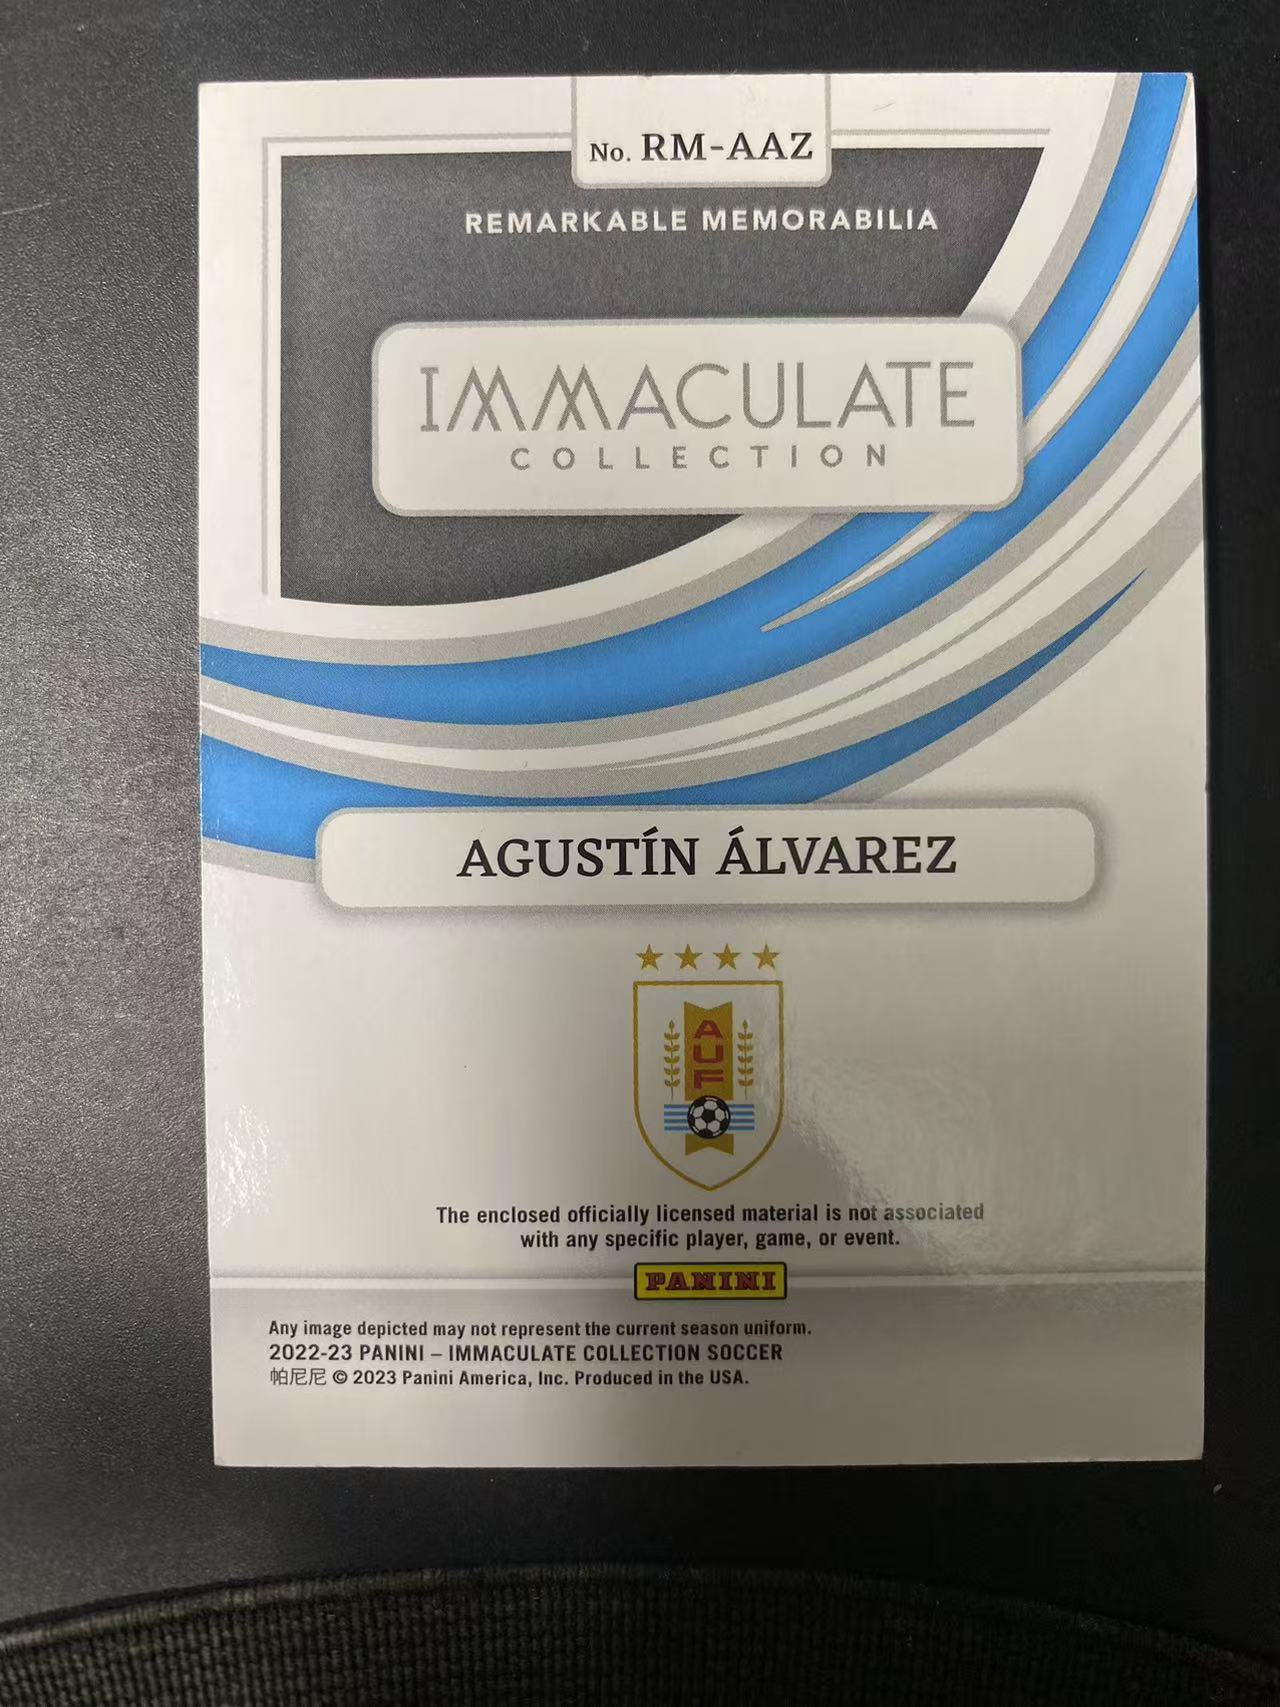 No. RM-AAZ
REMARKABLE MEMORABILIA
IMMACULATE
COLLECTION
AGUSTÍN ÁLVAREZ
AUF
The enclosed officially licensed material is not associated
with any specific player, game, or event.
PANINI
Any image depicted may not represent the current season uniform.
2022-23 PANINI – IMMACULATE COLLECTION SOCCER
帕尼尼 © 2023 Panini America, Inc. Produced in the USA.